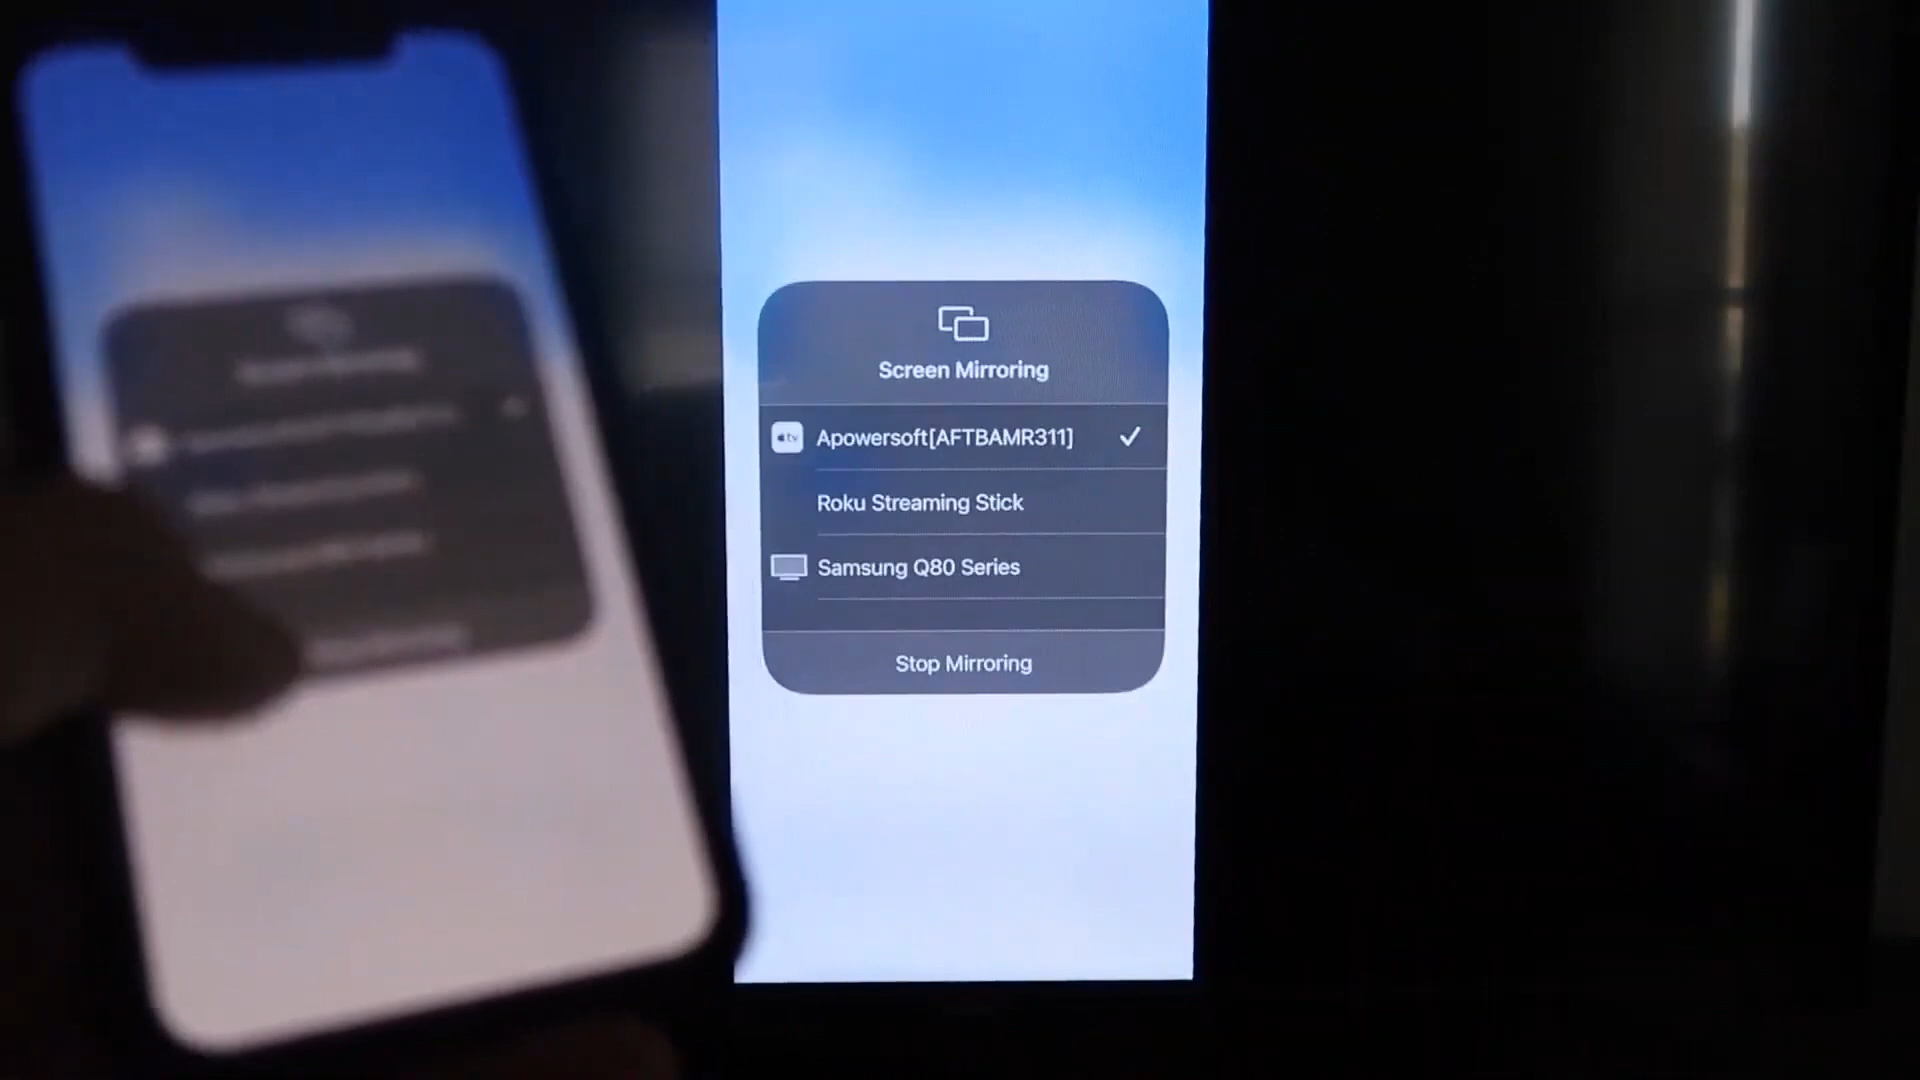 Screen Mirroring
tv Apowersoft[AFTBAMR311]
Roku Streaming Stick
Samsung Q80 Series
Stop Mirroring